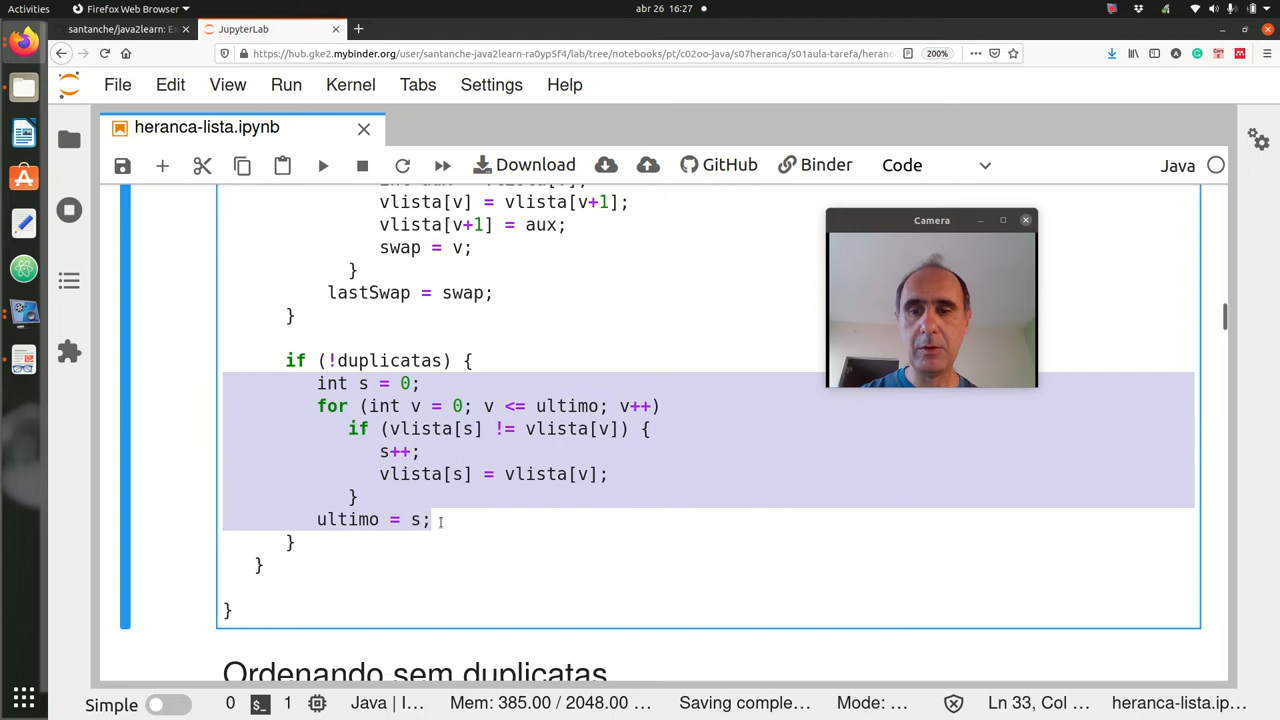 Activities Firefox Web Browser abr 26 16:27
santanche/java2learn: Ex JupyterLab
https://hub.gke2.mybinder.org/user/santanche-java2learn-ra0yp5f4/lab/tree/notebooks/pt/c02oo-java/s07heranca/s01aula-tarefa/heran 200%
File Edit View Run Kernel Tabs Settings Help
heranca-lista.ipynb
Download GitHub Binder Code Java
vlista[v] = vlista[v+1];
vlista[v+1] = aux;
swap = v;
}
lastSwap = swap;
}
if (!duplicatas) {
int s = 0;
for (int v = 0; v <= ultimo; v++)
if (vlista[s] != vlista[v]) {
s++;
vlista[s] = vlista[v];
}
ultimo = s;
}
}
}
Camera
Ordenando sem duplicatas
Simple 0 1 Java | I... Mem: 385.00 / 2048.00 ... Saving comple... Mode: ... Ln 33, Col ... heranca-lista.ip...